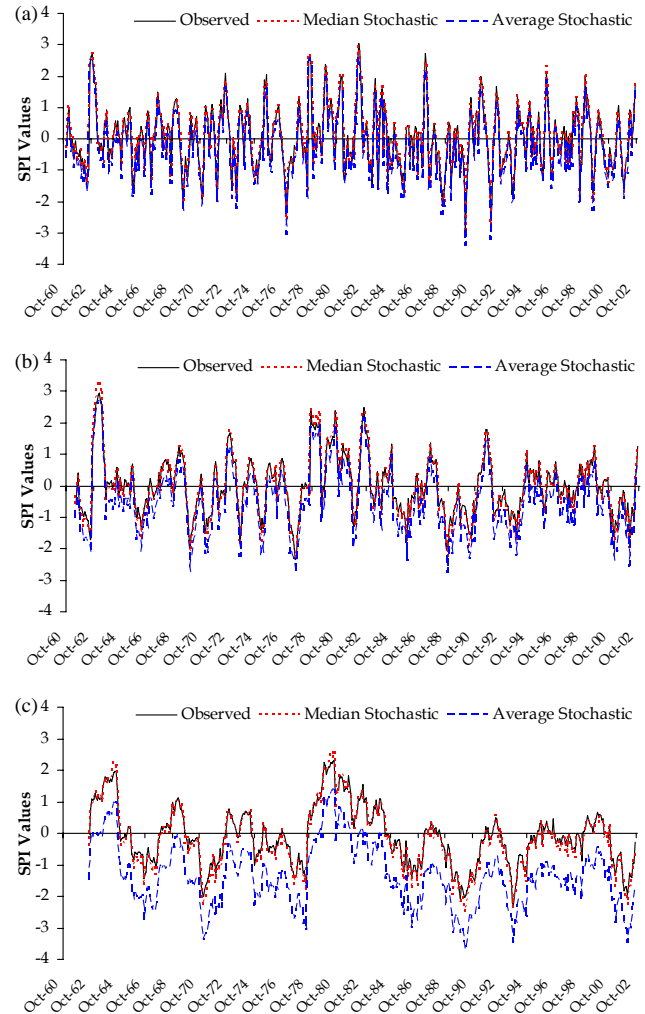 (a)
Observed Median Stochastic Average Stochastic
SPI Values
4
3
2
1
0
-1
-2
-3
-4
Oct-60 Oct-62 Oct-64 Oct-66 Oct-68 Oct-70 Oct-72 Oct-74 Oct-76 Oct-78 Oct-80 Oct-82 Oct-84 Oct-86 Oct-88 Oct-90 Oct-92 Oct-94 Oct-96 Oct-98 Oct-00 Oct-02
(b)
Observed Median Stochastic Average Stochastic
SPI Values
4
3
2
1
0
-1
-2
-3
-4
Oct-60 Oct-62 Oct-64 Oct-66 Oct-68 Oct-70 Oct-72 Oct-74 Oct-76 Oct-78 Oct-80 Oct-82 Oct-84 Oct-86 Oct-88 Oct-90 Oct-92 Oct-94 Oct-96 Oct-98 Oct-00 Oct-02
(c)
Observed Median Stochastic Average Stochastic
SPI Values
4
3
2
1
0
-1
-2
-3
-4
Oct-60 Oct-62 Oct-64 Oct-66 Oct-68 Oct-70 Oct-72 Oct-74 Oct-76 Oct-78 Oct-80 Oct-82 Oct-84 Oct-86 Oct-88 Oct-90 Oct-92 Oct-94 Oct-96 Oct-98 Oct-00 Oct-02